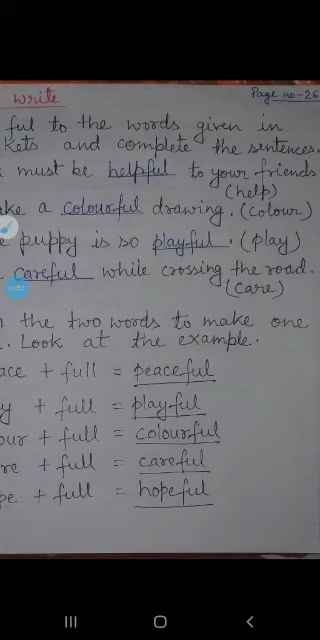 write
Page no-26
ful to the words given in
kets and complete the sentences.
must be helpful to your friends
(help)
ake a colourful drawing. (colour)
e puppy is so playful. (play)
careful while crossing the road.
(care)
the two words to make one
. Look at the example.
ace + full = peaceful
y + full = playful
our + full = colourful
re + full = careful
pe + full = hopeful